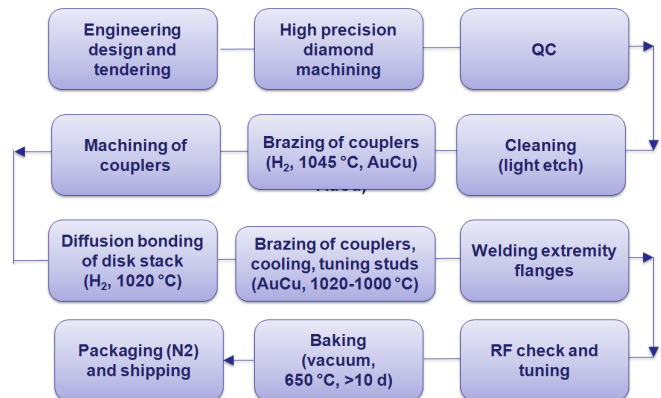 Engineering
design and
tendering
High precision
diamond
machining
QC
Machining of
couplers
Brazing of couplers
(H₂, 1045 °C, AuCu)
Cleaning
(light etch)
Diffusion bonding
of disk stack
(H₂, 1020 °C)
Brazing of couplers,
cooling, tuning studs
(AuCu, 1020-1000 °C)
Welding extremity
flanges
Packaging (N2)
and shipping
Baking
(vacuum,
650 °C, >10 d)
RF check and
tuning